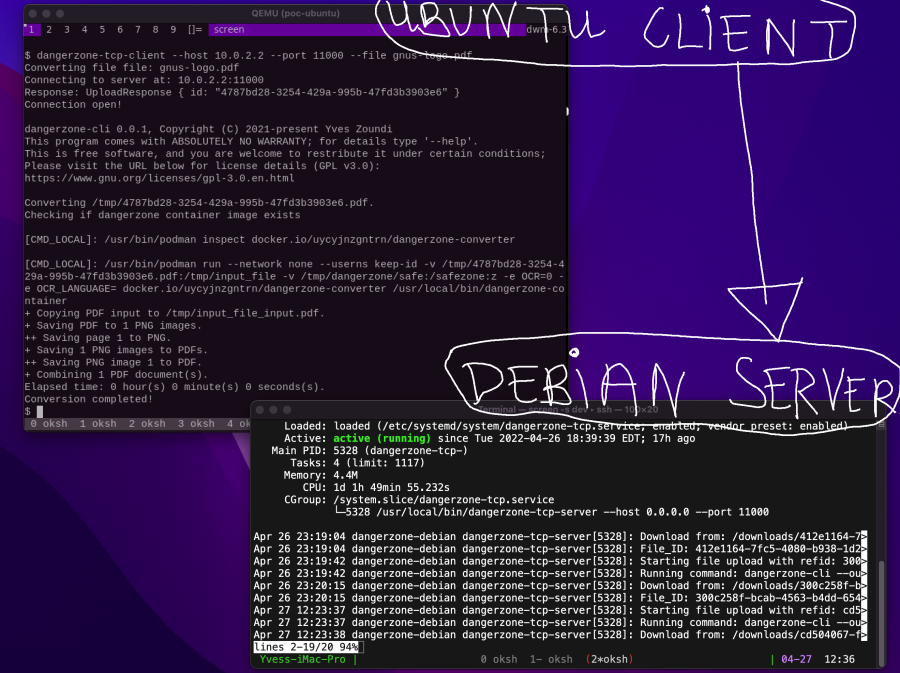 QEMU (poc-ubuntu)
1 2 3 4 5 6 7 8 9 []= screen dwm-6.3
UBUNTU CLIENT
$ dangerzone-tcp-client --host 10.0.2.2 --port 11000 --file gnus-logo.pdf
Converting file file: gnus-logo.pdf
Connecting to server at: 10.0.2.2:11000
Response: UploadResponse { id: "4787bd28-3254-429a-995b-47fd3b3903e6" }
Connection open!
dangerzone-cli 0.0.1, Copyright (C) 2021-present Yves Zoundi
This program comes with ABSOLUTELY NO WARRANTY; for details type '--help'.
This is free software, and you are welcome to restribute it under certain conditions;
Please visit the URL below for license details (GPL v3.0):
https://www.gnu.org/licenses/gpl-3.0.en.html
Converting /tmp/4787bd28-3254-429a-995b-47fd3b3903e6.pdf.
Checking if dangerzone container image exists
[CMD_LOCAL]: /usr/bin/podman inspect docker.io/uycyjnzgntrn/dangerzone-converter
[CMD_LOCAL]: /usr/bin/podman run --network none --userns keep-id -v /tmp/4787bd28-3254-4
29a-995b-47fd3b3903e6.pdf:/tmp/input_file -v /tmp/dangerzone/safe:/safezone:z -e OCR=0 -
e OCR_LANGUAGE= docker.io/uycyjnzgntrn/dangerzone-converter /usr/local/bin/dangerzone-co
ntainer
+ Copying PDF input to /tmp/input_file_input.pdf.
+ Saving PDF to 1 PNG images.
++ Saving page 1 to PNG.
+ Saving 1 PNG images to PDFs.
++ Saving PNG image 1 to PDF.
+ Combining 1 PDF document(s).
Elapsed time: 0 hour(s) 0 minute(s) 0 seconds(s).
Conversion completed!
$
0 oksh 1 oksh 2 oksh 3 oksh 4 ok
DEBIAN SERVER
Terminal — screen -s dev • ssh — 100×20
Loaded: loaded (/etc/systemd/system/dangerzone-tcp.service; enabled; vendor preset: enabled)
Active: active (running) since Tue 2022-04-26 18:39:39 EDT; 17h ago
Main PID: 5328 (dangerzone-tcp-)
Tasks: 4 (limit: 1117)
Memory: 4.4M
CPU: 1d 1h 49min 55.232s
CGroup: /system.slice/dangerzone-tcp.service
└─5328 /usr/local/bin/dangerzone-tcp-server --host 0.0.0.0 --port 11000
Apr 26 23:19:04 dangerzone-debian dangerzone-tcp-server[5328]: Download from: /downloads/412e1164-7>
Apr 26 23:19:04 dangerzone-debian dangerzone-tcp-server[5328]: File_ID: 412e1164-7fc5-4080-b938-1d2>
Apr 26 23:19:42 dangerzone-debian dangerzone-tcp-server[5328]: Starting file upload with refid: 300>
Apr 26 23:19:42 dangerzone-debian dangerzone-tcp-server[5328]: Running command: dangerzone-cli --ou>
Apr 26 23:20:15 dangerzone-debian dangerzone-tcp-server[5328]: Download from: /downloads/300c258f-b>
Apr 26 23:20:15 dangerzone-debian dangerzone-tcp-server[5328]: File_ID: 300c258f-bcab-4563-b4dd-654>
Apr 27 12:23:37 dangerzone-debian dangerzone-tcp-server[5328]: Starting file upload with refid: cd5>
Apr 27 12:23:37 dangerzone-debian dangerzone-tcp-server[5328]: Running command: dangerzone-cli --ou>
Apr 27 12:23:38 dangerzone-debian dangerzone-tcp-server[5328]: Download from: /downloads/cd504067-f>
lines 2-19/20 94%
Yvess-iMac-Pro | 0 oksh 1- oksh (2*oksh) | 04-27 12:36